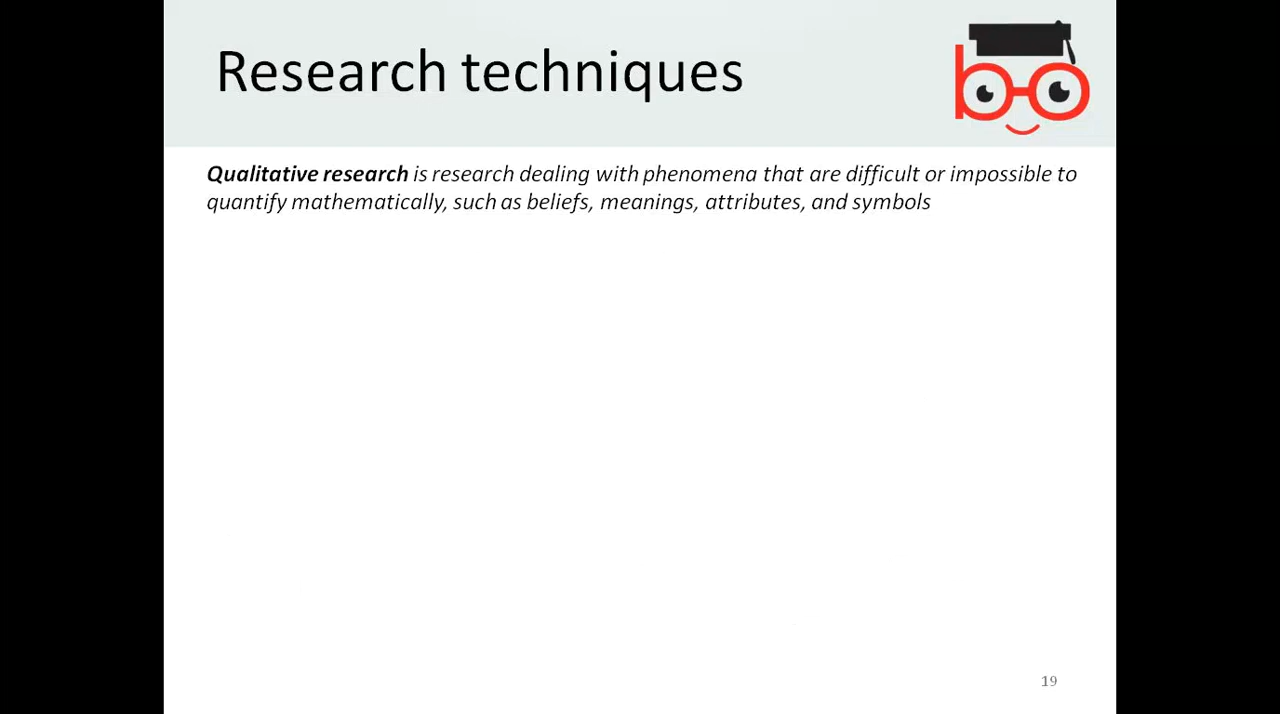 Research techniques
Qualitative research is research dealing with phenomena that are difficult or impossible to
quantify mathematically, such as beliefs, meanings, attributes, and symbols
19